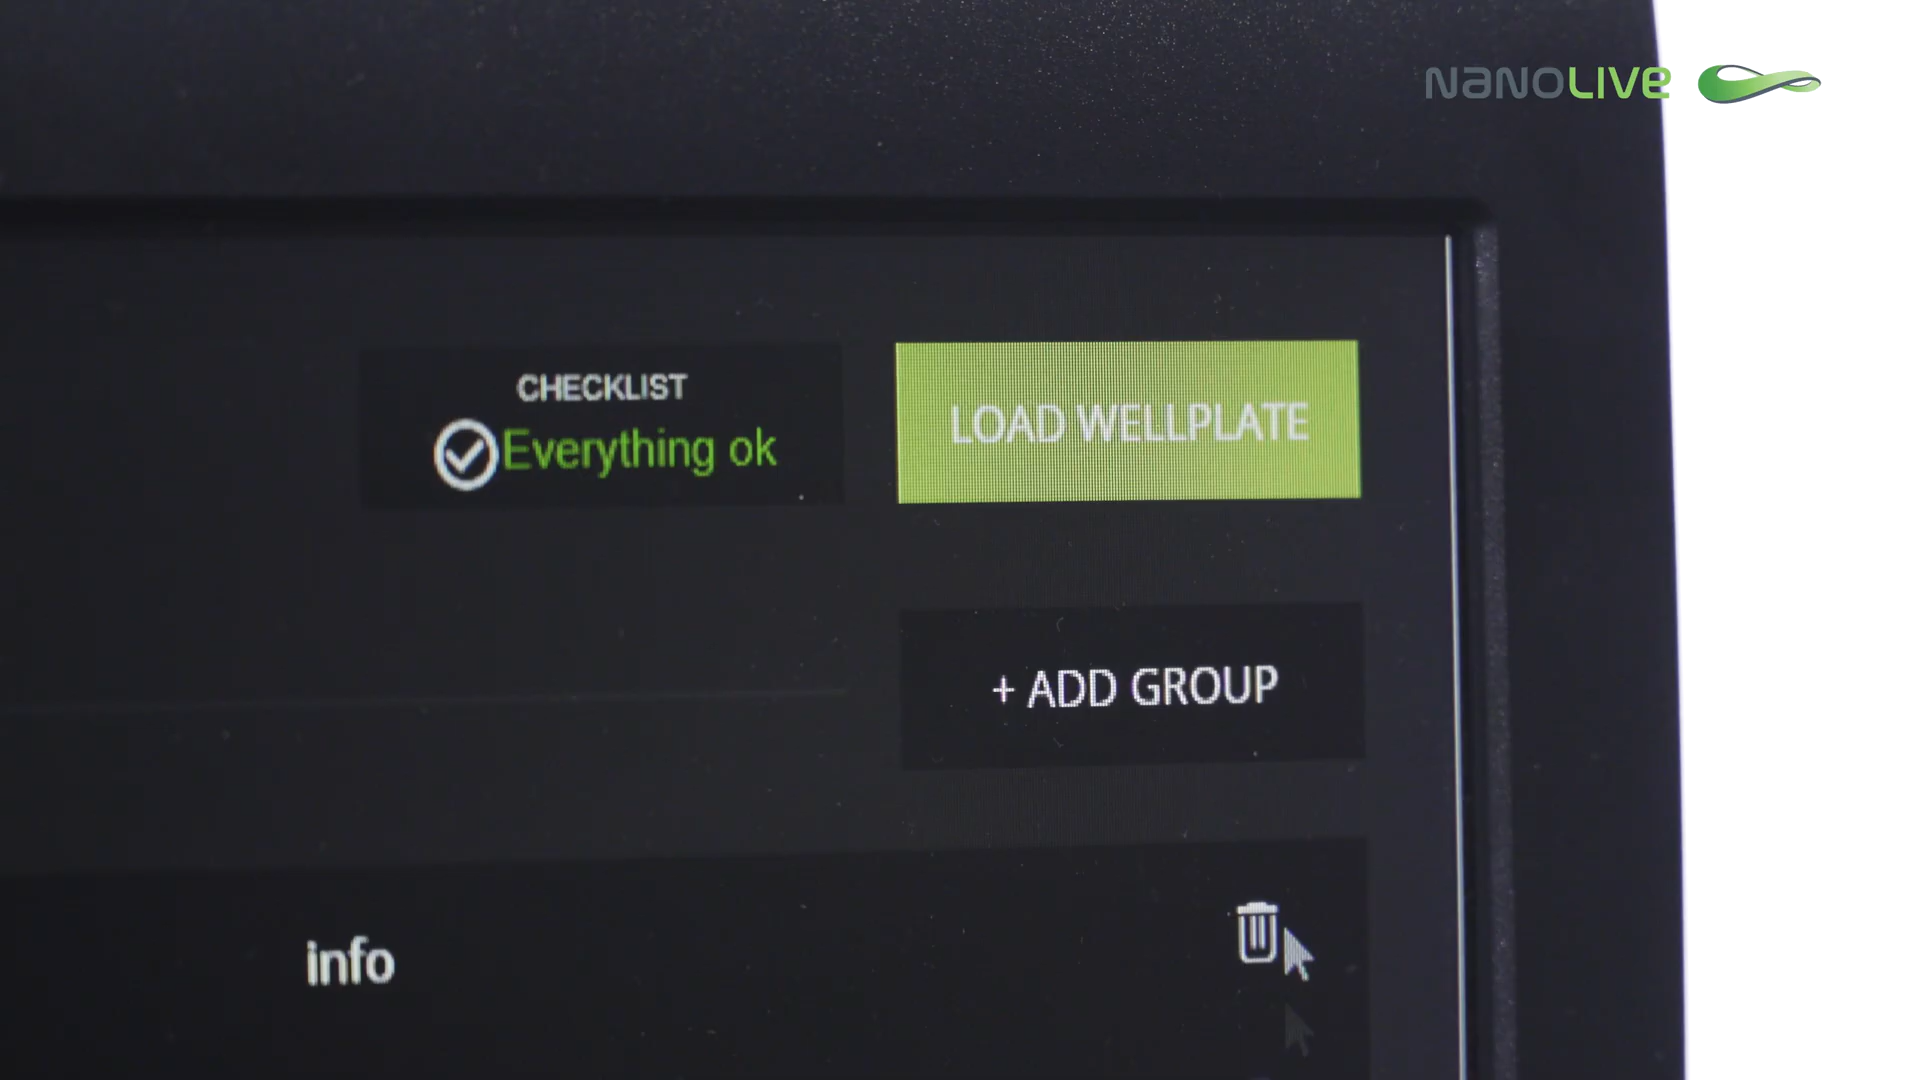 NANOLIVE
CHECKLIST
Everything ok
LOAD WELLPLATE
+ ADD GROUP
info